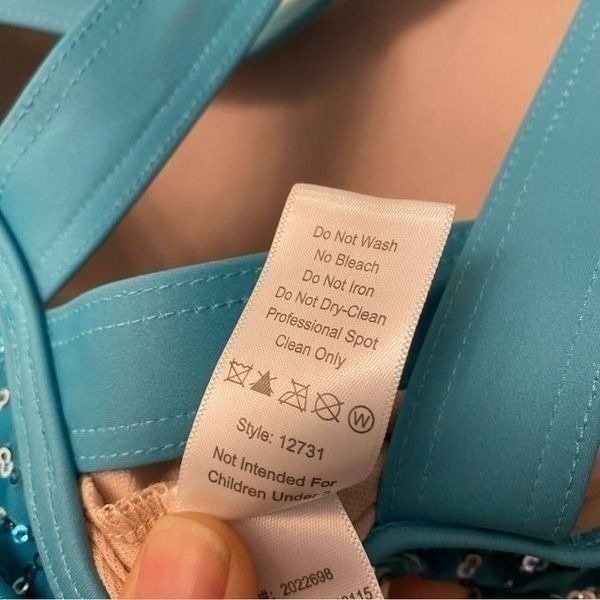 Do Not Wash
No Bleach
Do Not Iron
Do Not Dry-Clean
Professional Spot
Clean Only
W
Style: 12731
Not Intended For
Children Under
#: 2022698